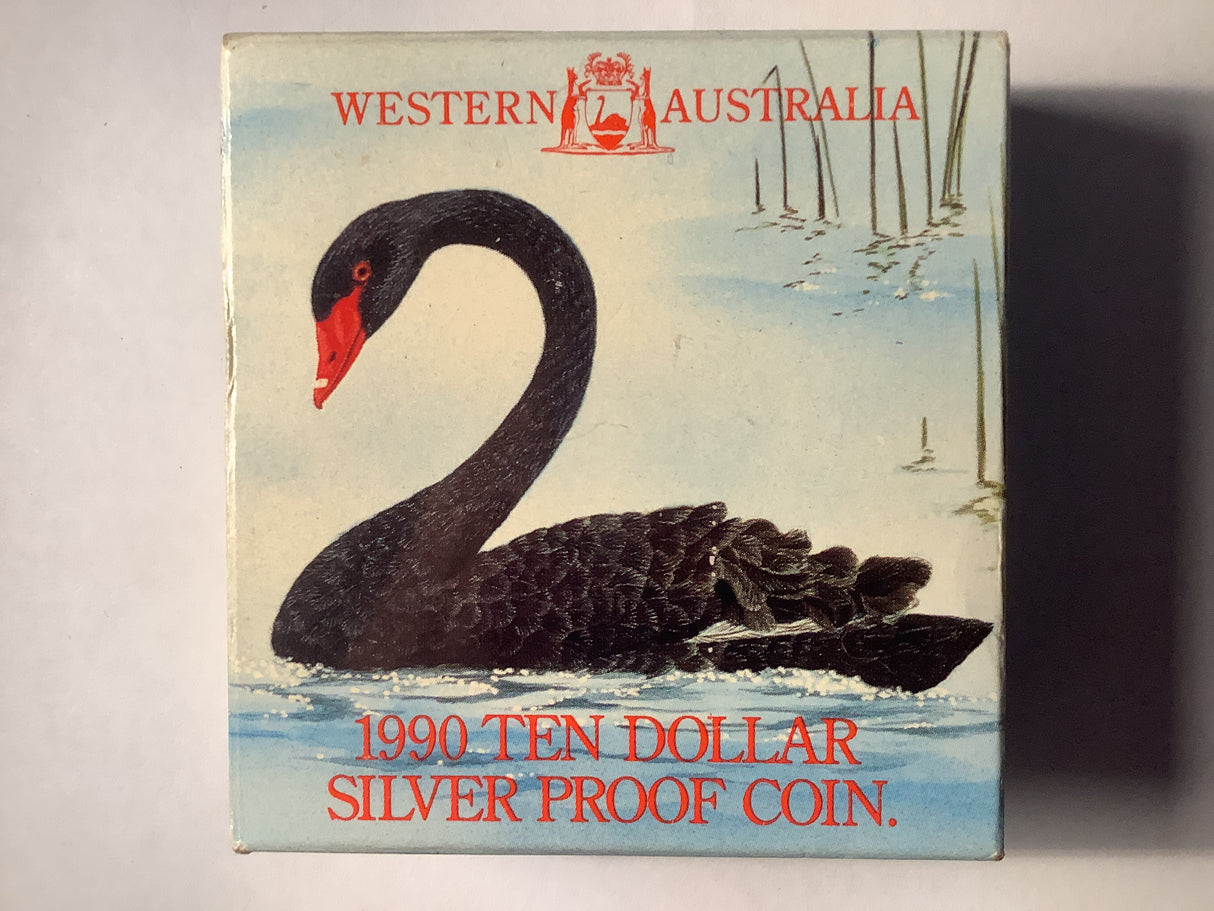 WESTERN AUSTRALIA
1990 TEN DOLLAR
SILVER PROOF COIN.